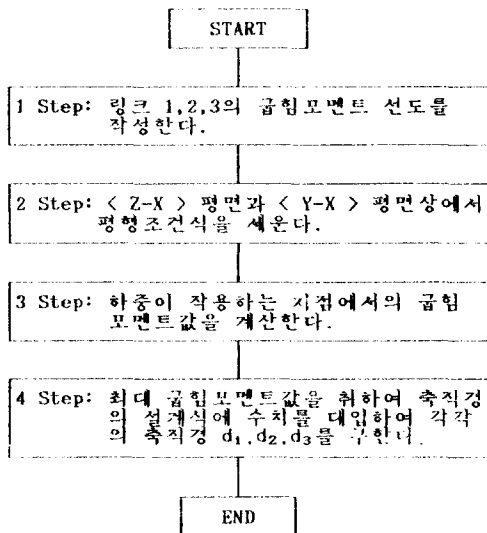 START
1 Step: 링크 1,2,3의 굽힘모멘트 선도를
작성한다.
2 Step: < Z-X > 평면과 < Y-X > 평면상에서
평형조건식을 세운다.
3 Step: 하중이 작용하는 지점에서의 굽힘
모멘트값을 계산한다.
4 Step: 최대 굽힘모멘트값을 취하여 축직경
의 설계식에 수치를 대입하여 각각
의 축직경 d₁,d₂,d₃를 구한다.
END